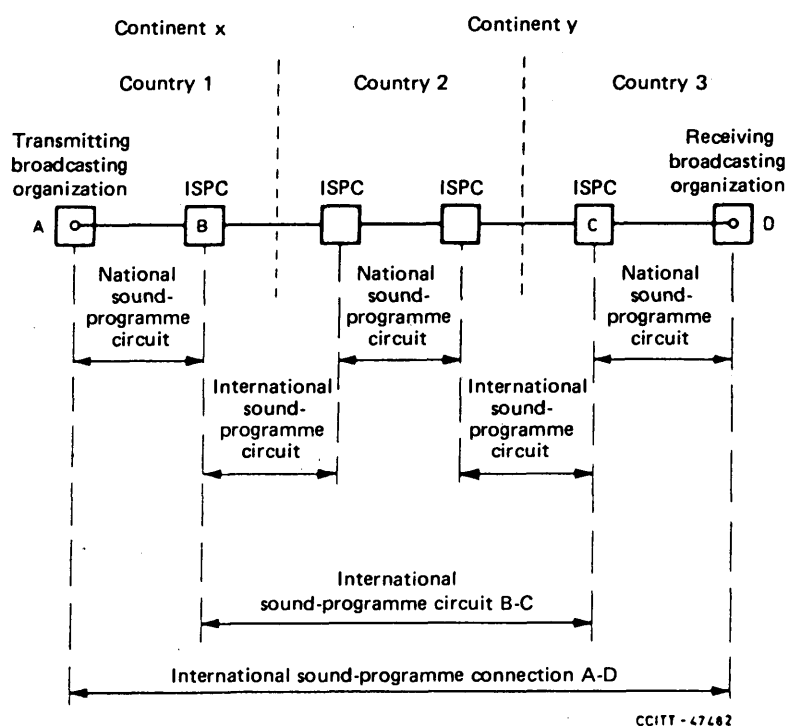 Continent x
Continent y
Country 1
Country 2
Country 3
Transmitting
broadcasting
organization
ISPC
ISPC
ISPC
ISPC
Receiving
broadcasting
organization
A
B
C
D
National
sound-
programme
circuit
National
sound-
programme
circuit
National
sound-
programme
circuit
International
sound-
programme
circuit
International
sound-
programme
circuit
International
sound-programme circuit B-C
International sound-programme connection A-D
CCITT - 47482